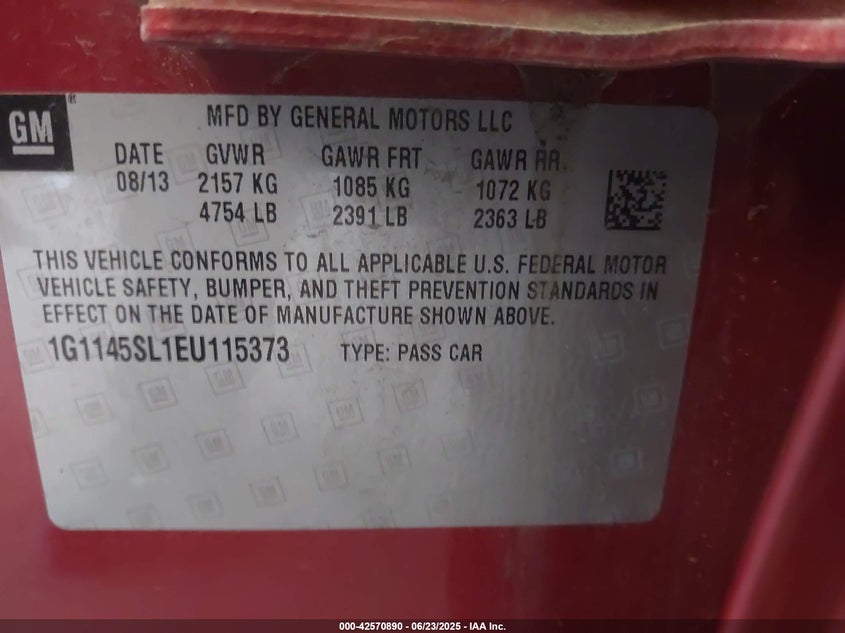 GM
MFD BY GENERAL MOTORS LLC
DATE GVWR GAWR FRT GAWR RR.
08/13 2157 KG 1085 KG 1072 KG
4754 LB 2391 LB 2363 LB
THIS VEHICLE CONFORMS TO ALL APPLICABLE U.S. FEDERAL MOTOR
VEHICLE SAFETY, BUMPER, AND THEFT PREVENTION STANDARDS IN
EFFECT ON THE DATE OF MANUFACTURE SHOWN ABOVE.
1G1145SL1EU115373 TYPE: PASS CAR
000-42570890 - 06/23/2025 - IAA Inc.